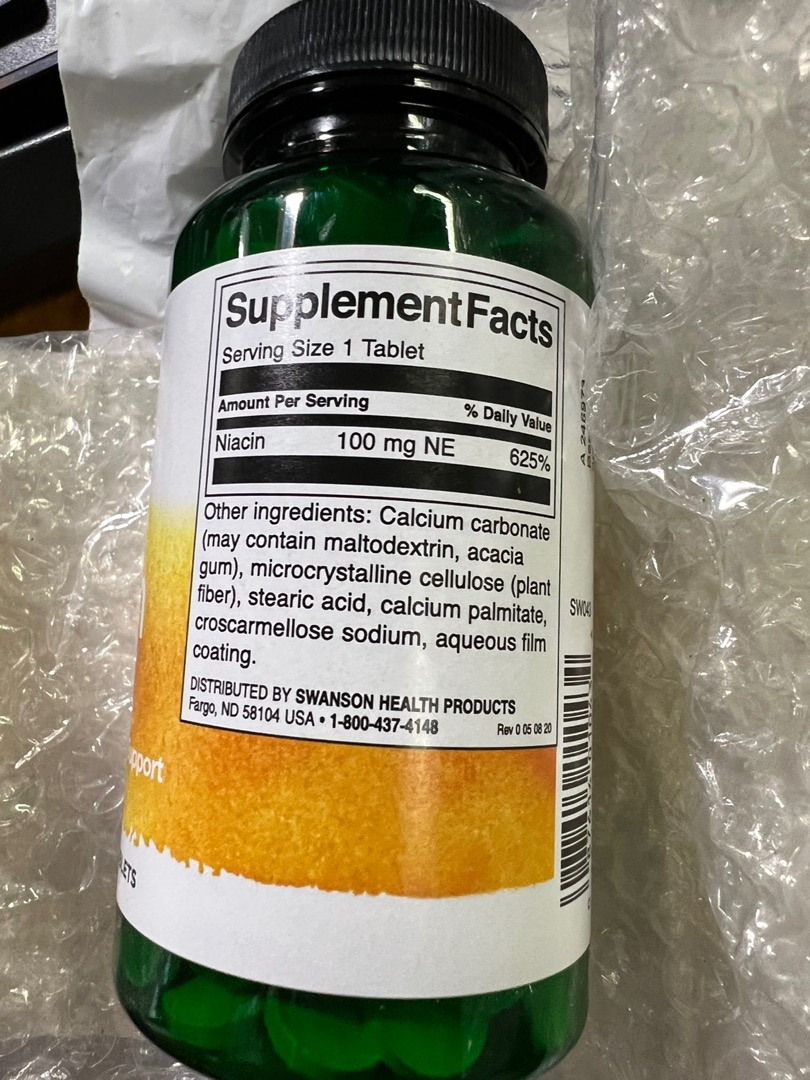 Supplement Facts
Serving Size 1 Tablet
Amount Per Serving % Daily Value
Niacin 100 mg NE 625%
Other ingredients: Calcium carbonate
(may contain maltodextrin, acacia
gum), microcrystalline cellulose (plant
fiber), stearic acid, calcium palmitate,
croscarmellose sodium, aqueous film
coating.
DISTRIBUTED BY SWANSON HEALTH PRODUCTS
Fargo, ND 58104 USA • 1-800-437-4148
Rev 0 05 08 20